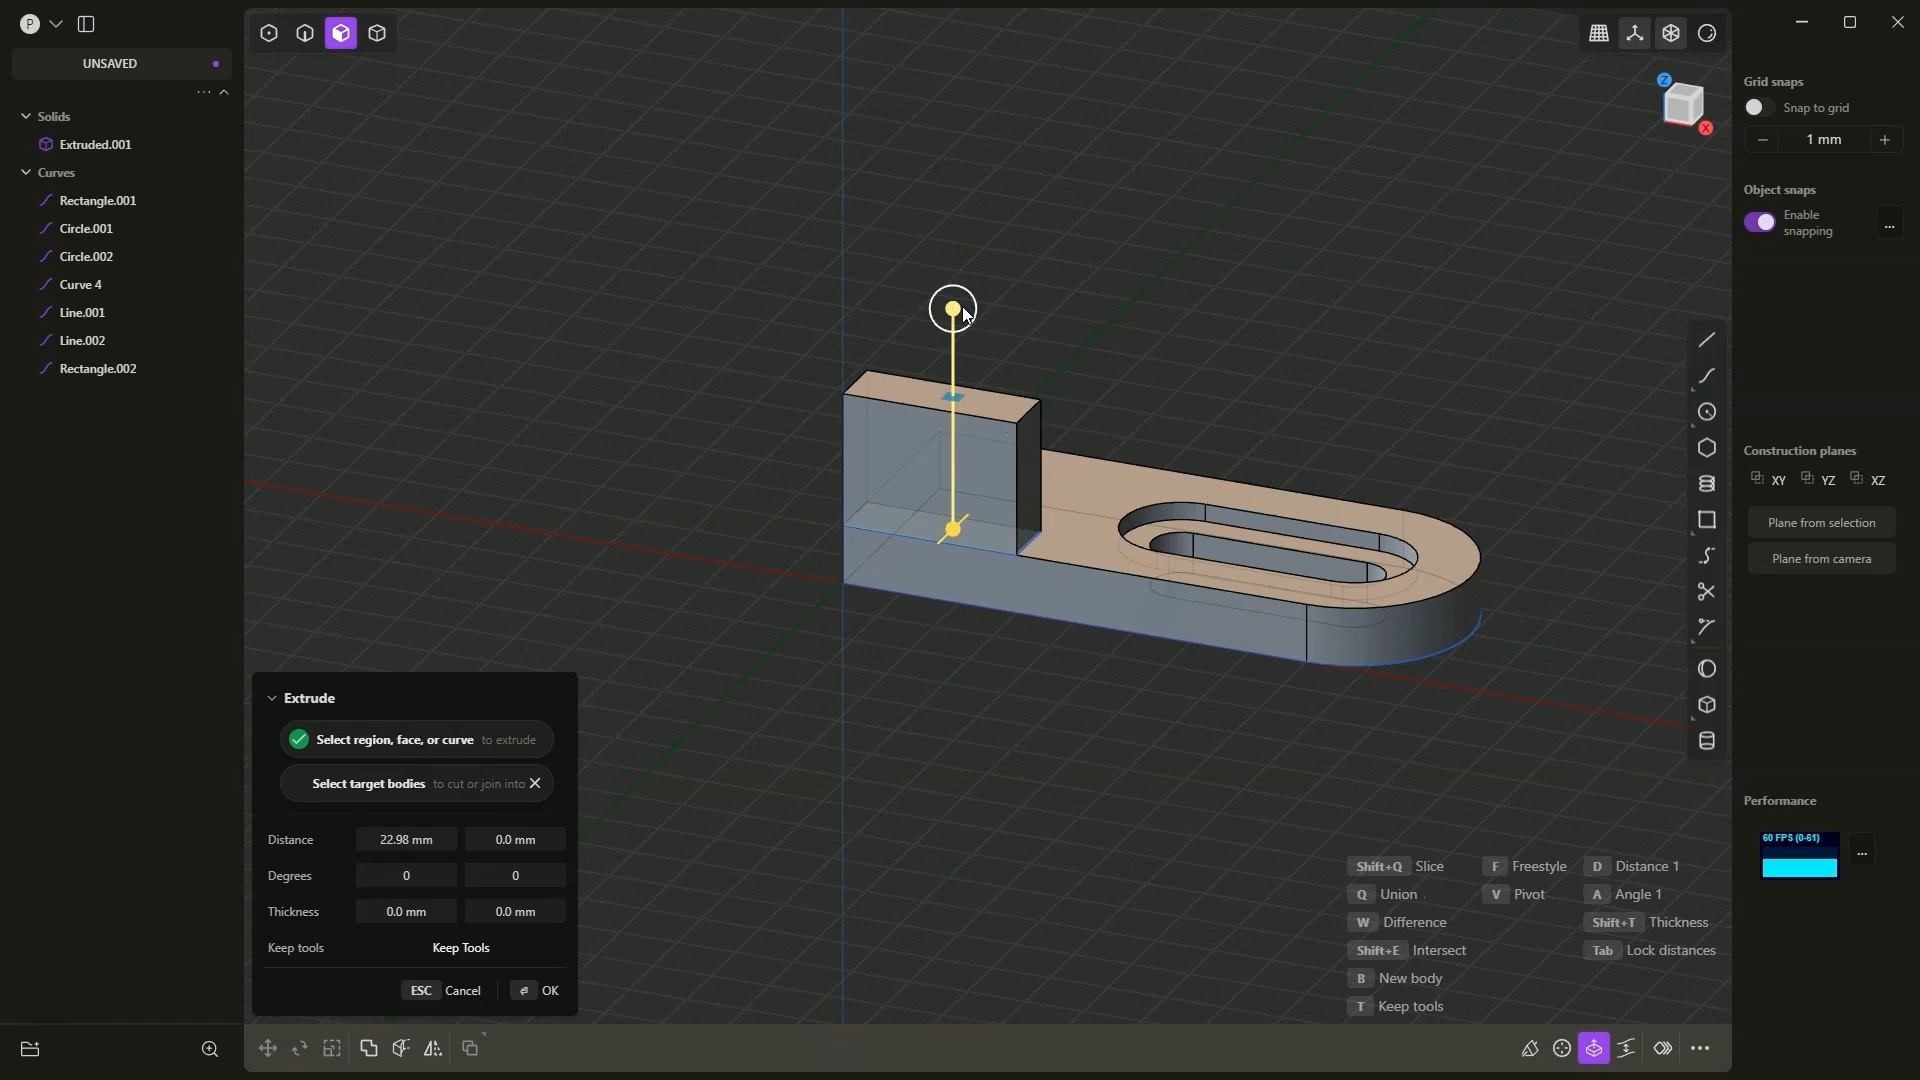 P
UNSAVED
Solids
Extruded.001
Curves
Rectangle.001
Circle.001
Circle.002
Curve 4
Line.001
Line.002
Rectangle.002
Z
X
Extrude
Select region, face, or curve to extrude
Select target bodies to cut or join into
Distance 22.98 mm 0.0 mm
Degrees 0 0
Thickness 0.0 mm 0.0 mm
Keep tools Keep Tools
ESC Cancel OK
Shift+Q Slice F Freestyle D Distance 1
Q Union V Pivot A Angle 1
W Difference Shift+T Thickness
Shift+E Intersect Tab Lock distances
B New body
T Keep tools
Grid snaps
Snap to grid
1 mm
Object snaps
Enable
snapping
...
Construction planes
XY YZ XZ
Plane from selection
Plane from camera
Performance
60 FPS (0-61)
...